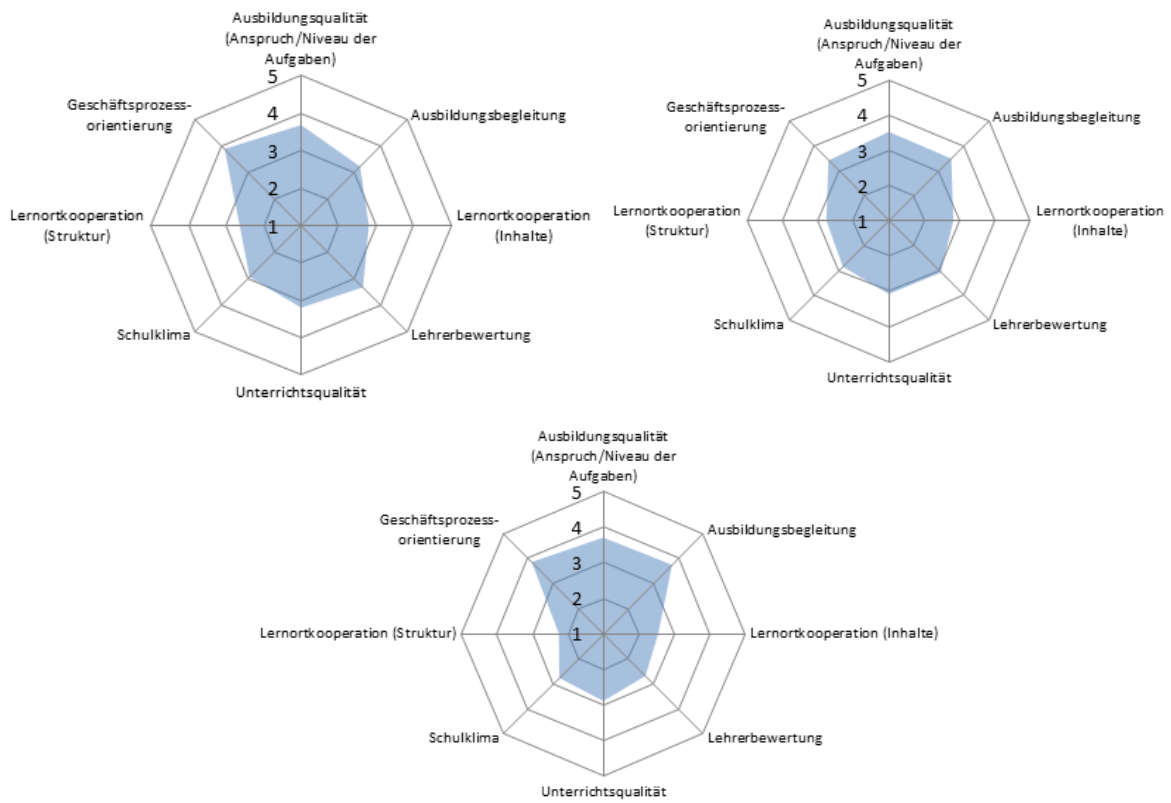 Ausbildungsqualität
(Anspruch/Niveau der
Aufgaben)
5
4
3
2
1
Ausbildungsbegleitung
Lernortkooperation
(Inhalte)
Lehrerbewertung
Unterrichtsqualität
Schulklima
Lernortkooperation
(Struktur)
Geschäftsprozess-
orientierung
Ausbildungsqualität
(Anspruch/Niveau der
Aufgaben)
5
4
3
2
1
Ausbildungsbegleitung
Lernortkooperation
(Inhalte)
Lehrerbewertung
Unterrichtsqualität
Schulklima
Lernortkooperation
(Struktur)
Geschäftsprozess-
orientierung
Ausbildungsqualität
(Anspruch/Niveau der
Aufgaben)
5
4
3
2
1
Ausbildungsbegleitung
Lernortkooperation (Inhalte)
Lehrerbewertung
Unterrichtsqualität
Schulklima
Lernortkooperation (Struktur)
Geschäftsprozess-
orientierung